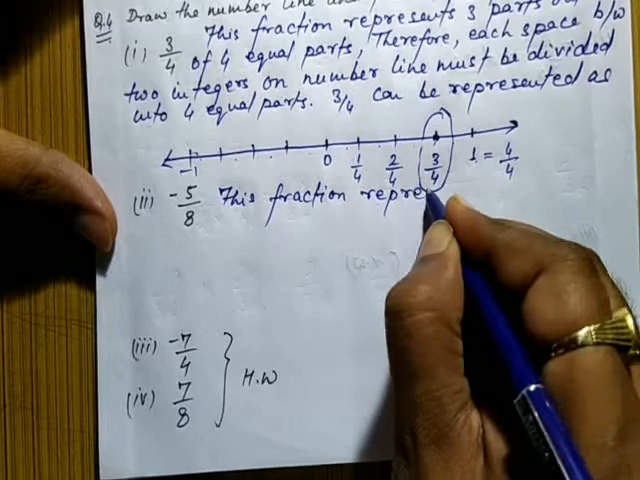 Q.4 Draw the number line and
(i) 3/4 This fraction represents 3 parts out
of 4 equal parts, Therefore, each space b/w
two integers on number line must be divided
into 4 equal parts. 3/4 can be represented as
-1 0 1/4 2/4 3/4 1 = 4/4
(ii) -5/8 This fraction repre
(iii) -7/4
(iv) 7/8
H.W